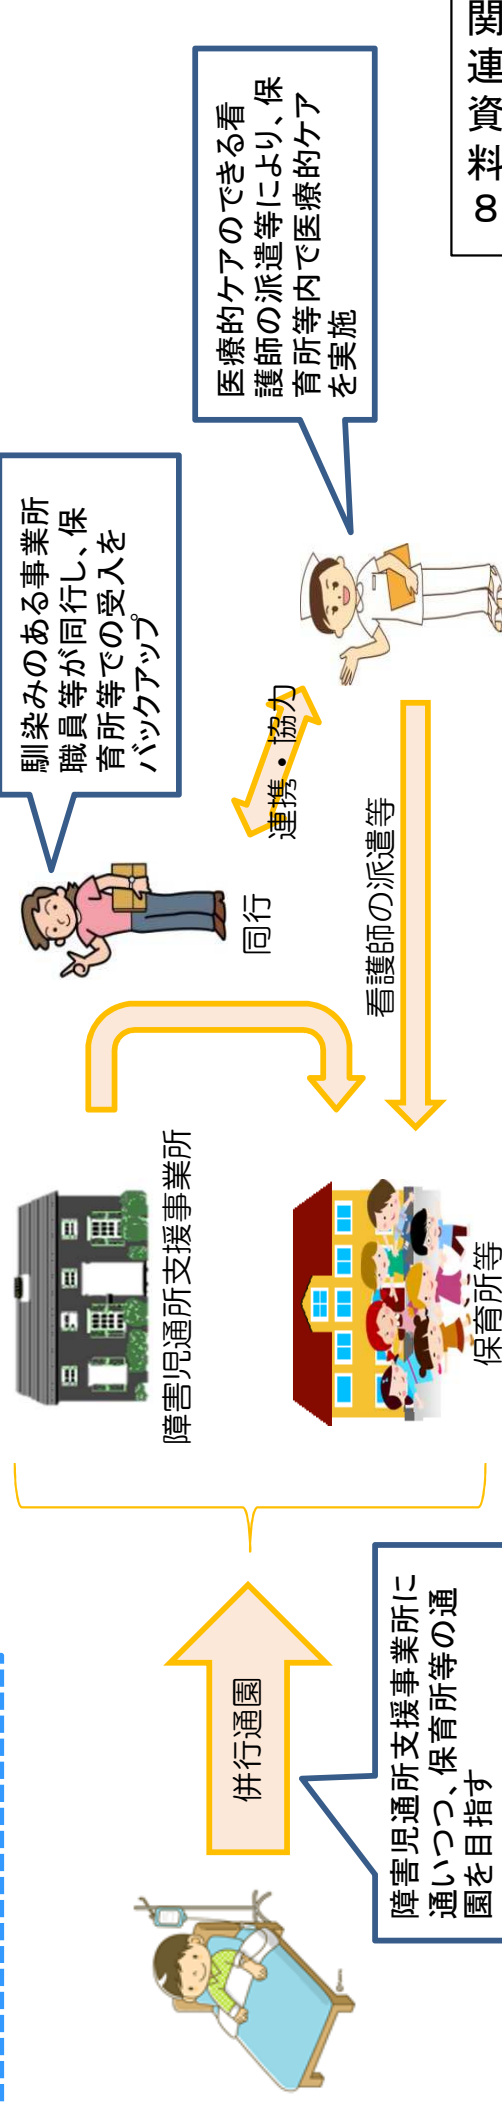 関連資料８
馴染みのある事業所
職員等が同行し、保
育所等での受入を
バックアップ
医療的ケアのできる看
護師の派遣等により、保
育所等内で医療的ケア
を実施
同行
連携・協力
看護師の派遣等
障害児通所支援事業所
保育所等
併行通園
障害児通所支援事業所に
通いつつ、保育所等の通
園を目指す